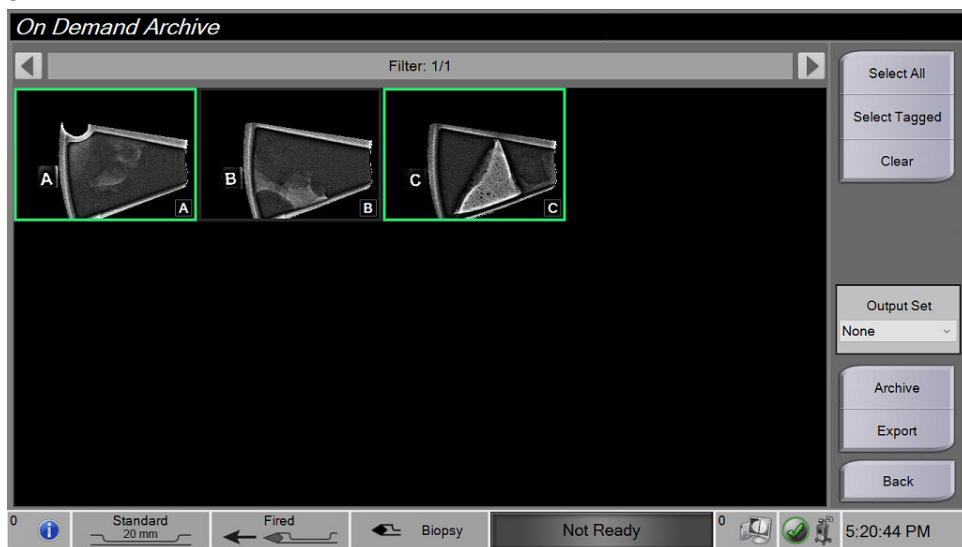 On Demand Archive
Filter: 1/1
Select All
Select Tagged
Clear
A
A
B
B
C
C
Output Set
None
Archive
Export
Back
0
Standard
20 mm
Fired
Biopsy
Not Ready
0
5:20:44 PM